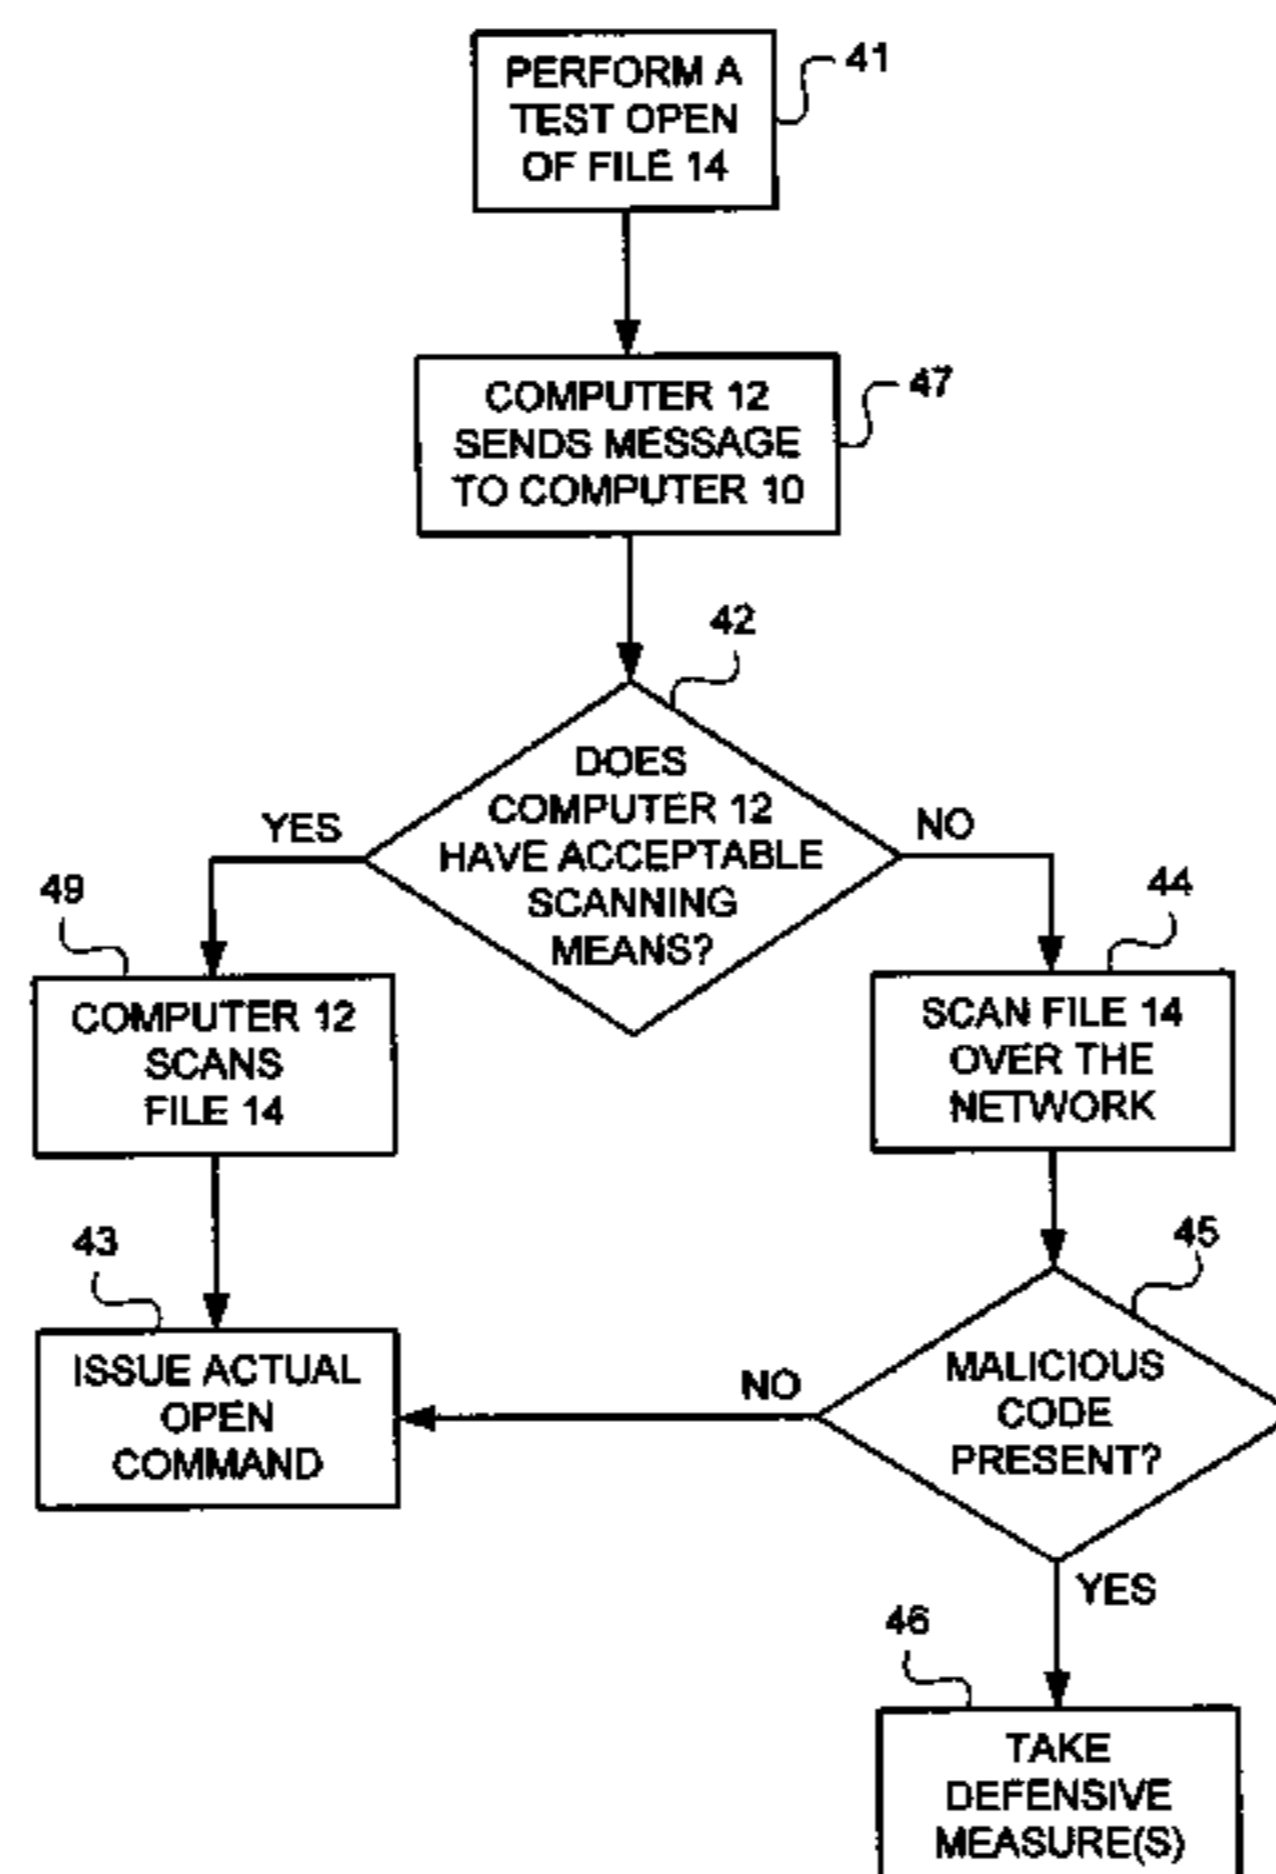 PERFORM A
TEST OPEN
OF FILE 14
41
COMPUTER 12
SENDS MESSAGE
TO COMPUTER 10
47
42
DOES
COMPUTER 12
HAVE ACCEPTABLE
SCANNING
MEANS?
YES
NO
49
COMPUTER 12
SCANS
FILE 14
44
SCAN FILE 14
OVER THE
NETWORK
43
ISSUE ACTUAL
OPEN
COMMAND
45
MALICIOUS
CODE
PRESENT?
NO
YES
46
TAKE
DEFENSIVE
MEASURE(S)